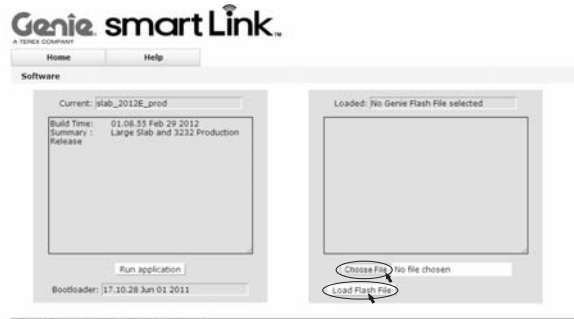 Genie. smartLink™
A TEREX COMPANY
Home Help
Software
Current: slab_2012E_prod
Build Time: 01.08.55 Feb 29 2012
Summary : Large Slab and 3232 Production
Release
Run application
Bootloader: 17.10.28 Jun 01 2011
Loaded: No Genie Flash File selected
Choose File No file chosen
Load Flash File